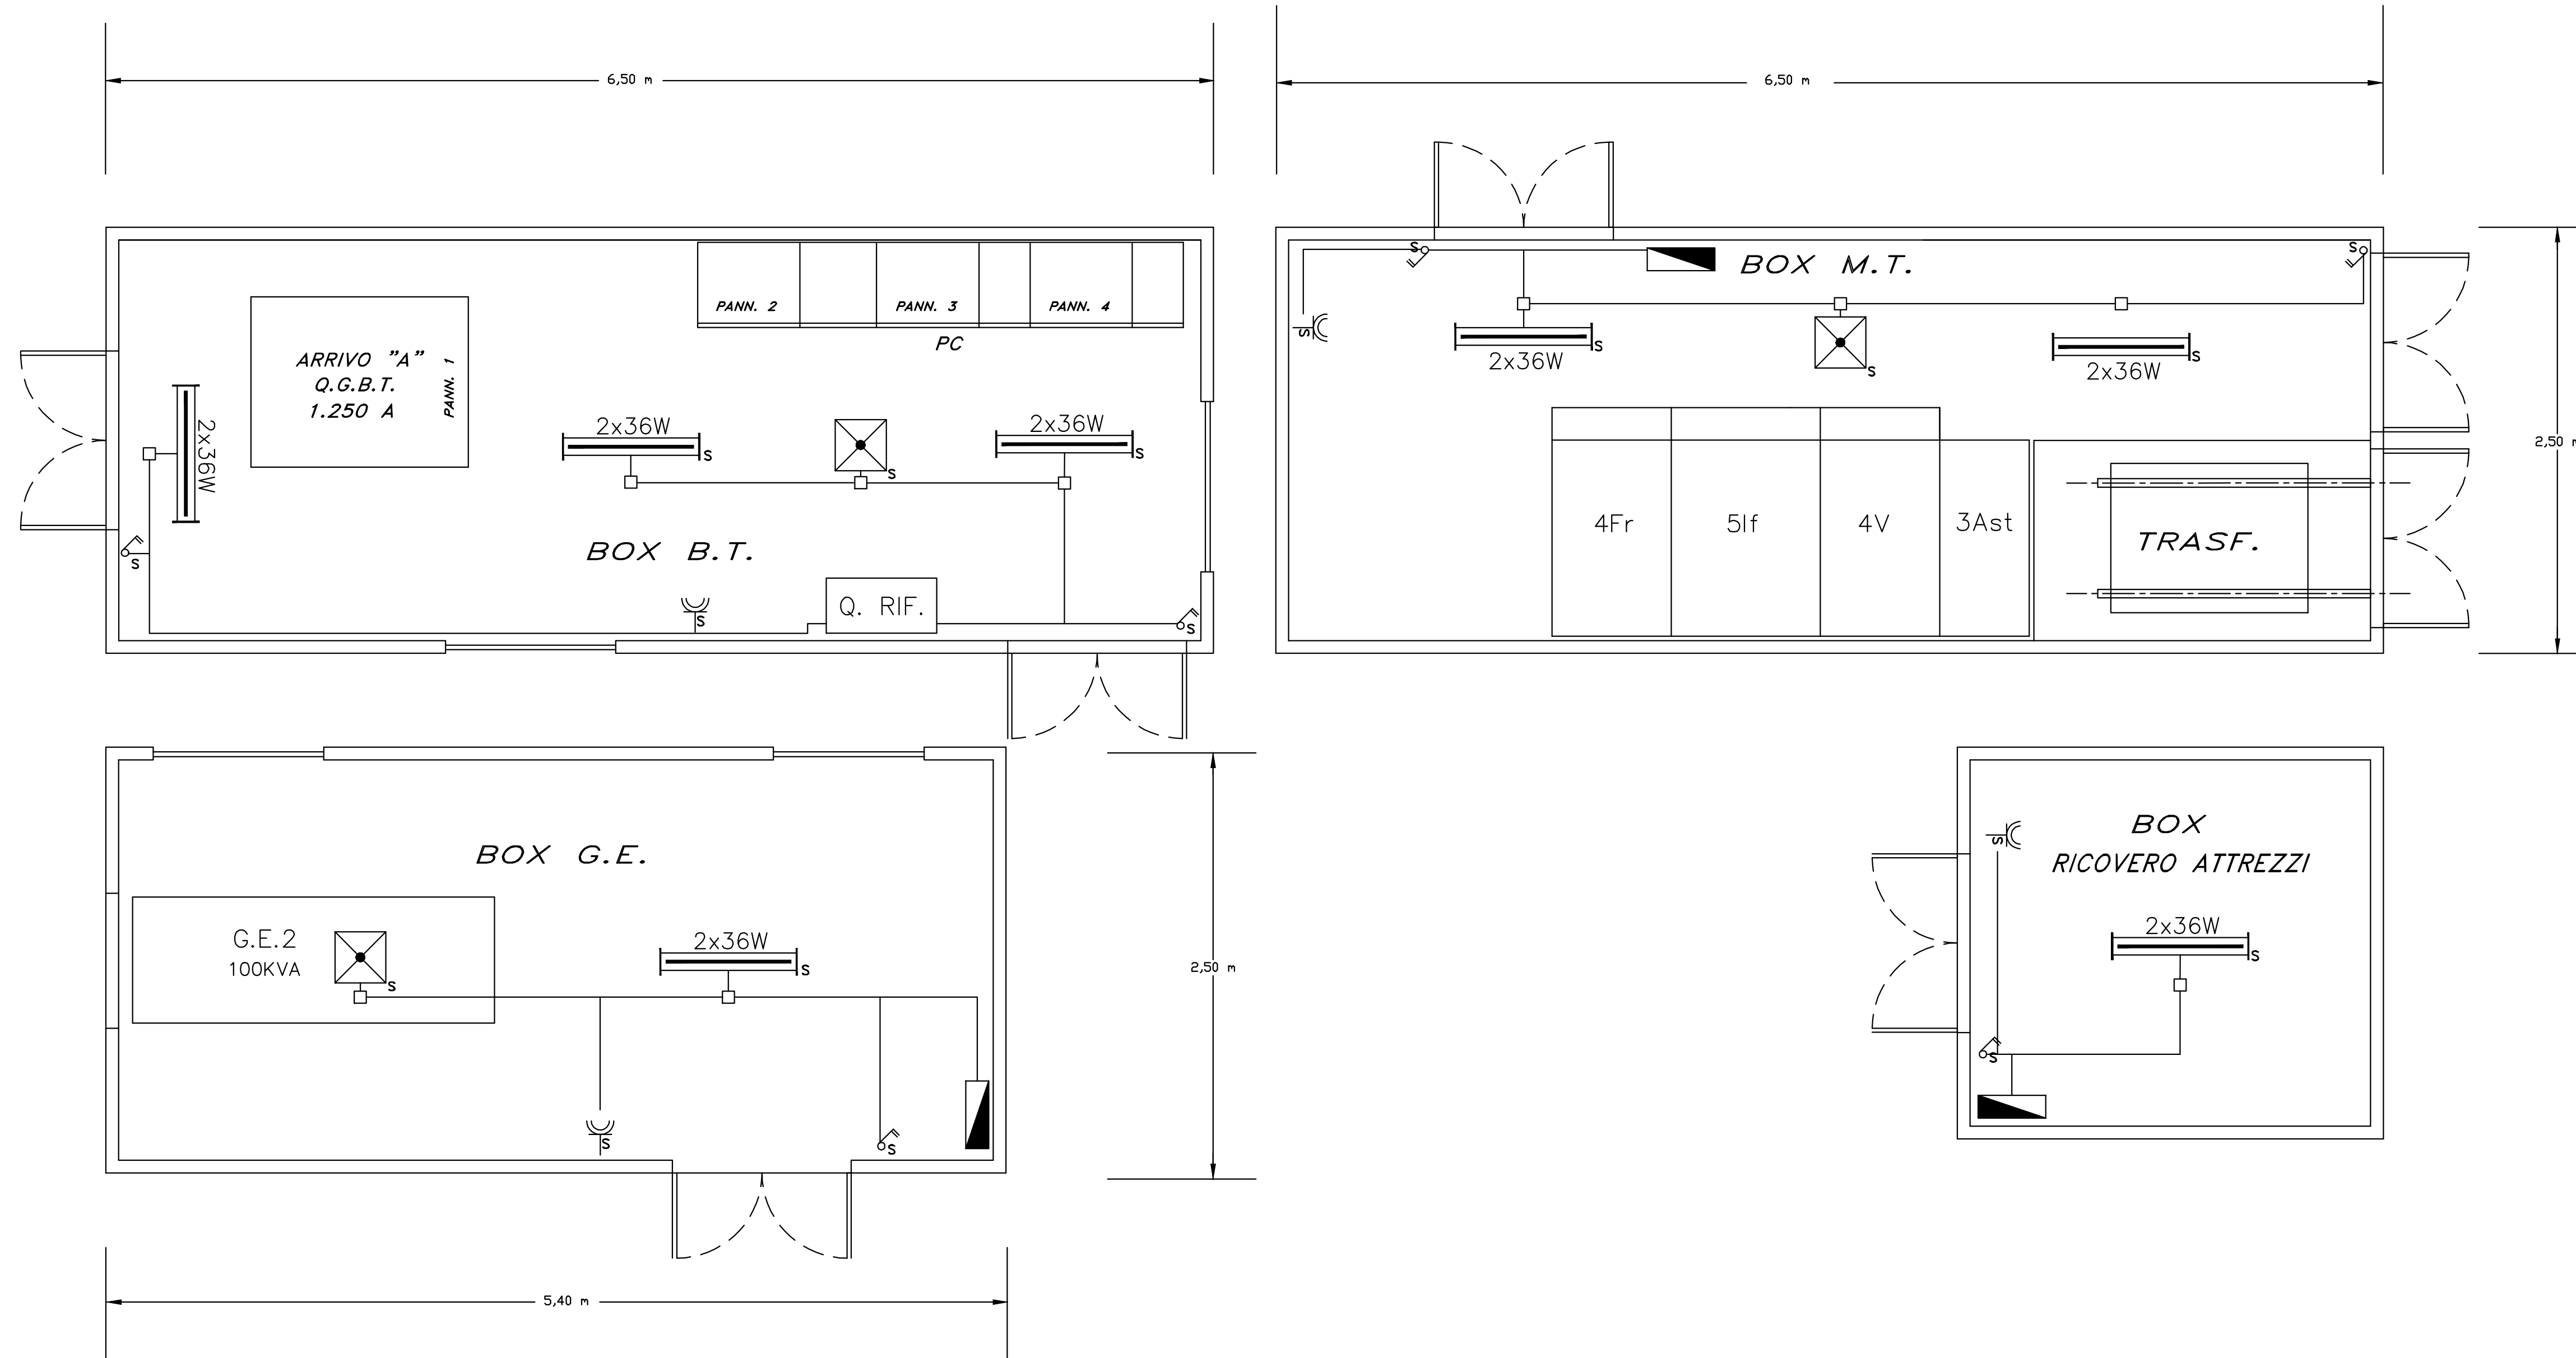 6,50 m
6,50 m
BOX M.T.
S
S
S
2x36W
S
S
2x36W
S
2,50 m
PANN. 2
PANN. 3
PANN. 4
PC
ARRIVO "A"
Q.G.B.T.
1.250 A
PANN. 1
2x36W
2x36W
S
S
2x36W
S
BOX B.T.
S
S
Q. RIF.
S
4Fr
5If
4V
3Ast
TRASF.
BOX G.E.
G.E.2
100KVA
S
2x36W
S
S
S
2,50 m
5,40 m
BOX
RICOVERO ATTREZZI
S
2x36W
S
S